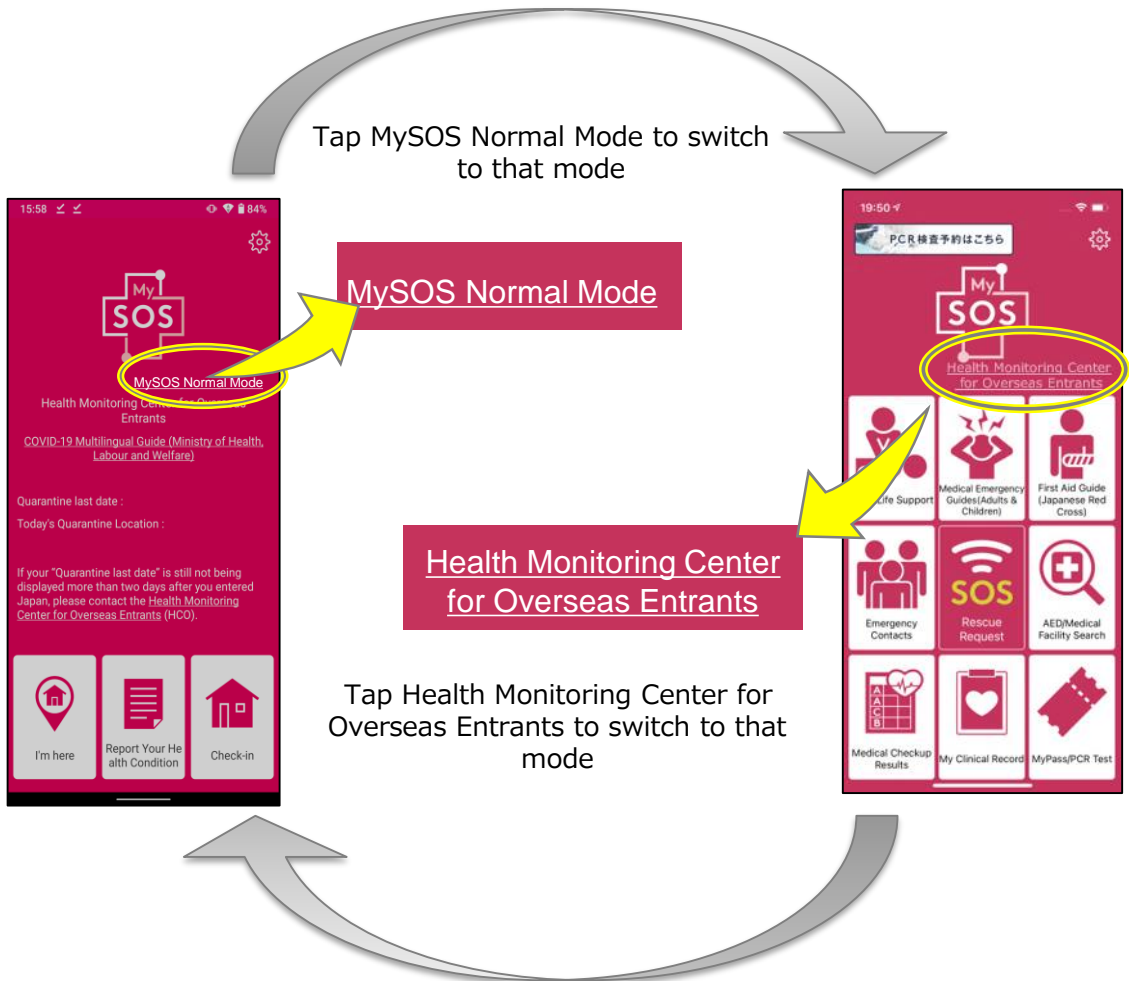 Tap MySOS Normal Mode to switch
to that mode
15:58
84%
My
SOS
MySOS Normal Mode
Health Monitoring Center for Overseas
Entrants
COVID-19 Multilingual Guide (Ministry of Health,
Labour and Welfare)
Quarantine last date :
Today's Quarantine Location :
If your "Quarantine last date" is still not being
displayed more than two days after you entered
Japan, please contact the Health Monitoring
Center for Overseas Entrants (HCO).
I'm here
Report Your He
alth Condition
Check-in
MySOS Normal Mode
Health Monitoring Center
for Overseas Entrants
Tap Health Monitoring Center for
Overseas Entrants to switch to that
mode
19:50
PCR検査予約はこちら
My
SOS
Health Monitoring Center
for Overseas Entrants
Life Support
Medical Emergency
Guides(Adults &
Children)
First Aid Guide
(Japanese Red
Cross)
Emergency
Contacts
SOS
Rescue
Request
AED/Medical
Facility Search
A
A
C
B
Medical Checkup
Results
My Clinical Record
MyPass/PCR Test